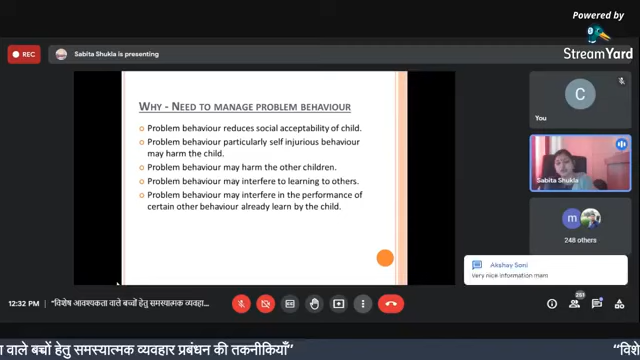 Powered by
StreamYard
REC
Sabita Shukla is presenting
WHY - NEED TO MANAGE PROBLEM BEHAVIOUR
Problem behaviour reduces social acceptability of child.
Problem behaviour particularly self injurious behaviour
may harm the child.
Problem behaviour may harm the other children.
Problem behaviour may interfere to learning to others.
Problem behaviour may interfere in the performance of
certain other behaviour already learn by the child.
C
You
Sabita Shukla
m
248 others
Akshay Soni
Very nice information mam
12:32 PM
"विशेष आवश्यकता वाले बच्चों हेतु समस्यात्मक व्यवहा...
251
वाले बच्चों हेतु समस्यात्मक व्यवहार प्रबंघन की तकनीकियाँ"
"विशे